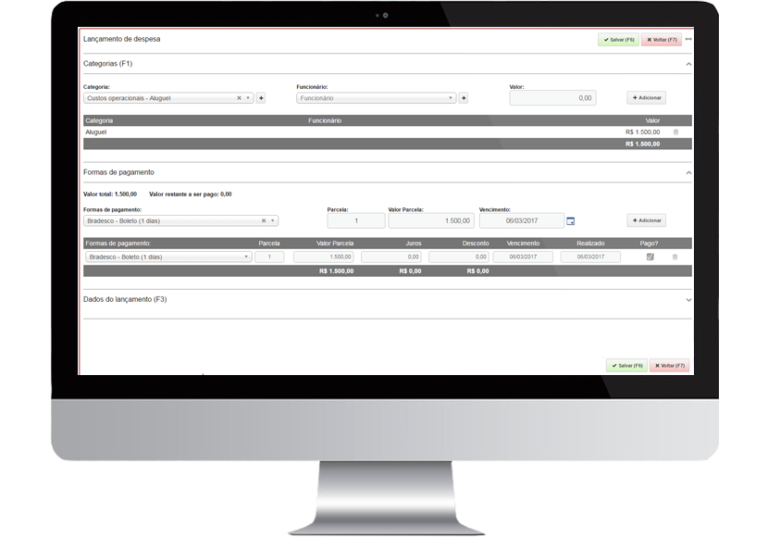 Lançamento de despesa
✔ Salvar (F6) ✖ Voltar (F7)
Categorias (F1)
Categoria: Funcionário: Valor:
Custos operacionais - Aluguel Funcionário 0,00 + Adicionar
Categoria Funcionário Valor
Aluguel R$ 1.500,00
R$ 1.500,00
Formas de pagamento
Valor total: 1.500,00 Valor restante a ser pago: 0,00
Formas de pagamento: Parcela: Valor Parcela: Vencimento:
Bradesco - Boleto (1 dias) 1 1.500,00 06/03/2017 + Adicionar
Formas de pagamento Parcela Valor Parcela Juros Desconto Vencimento Realizado Pago?
Bradesco - Boleto (1 dias) 1 1.500,00 0,00 0,00 06/03/2017 06/03/2017
R$ 1.500,00 R$ 0,00 R$ 0,00
Dados do lançamento (F3)
✔ Salvar (F6) ✖ Voltar (F7)